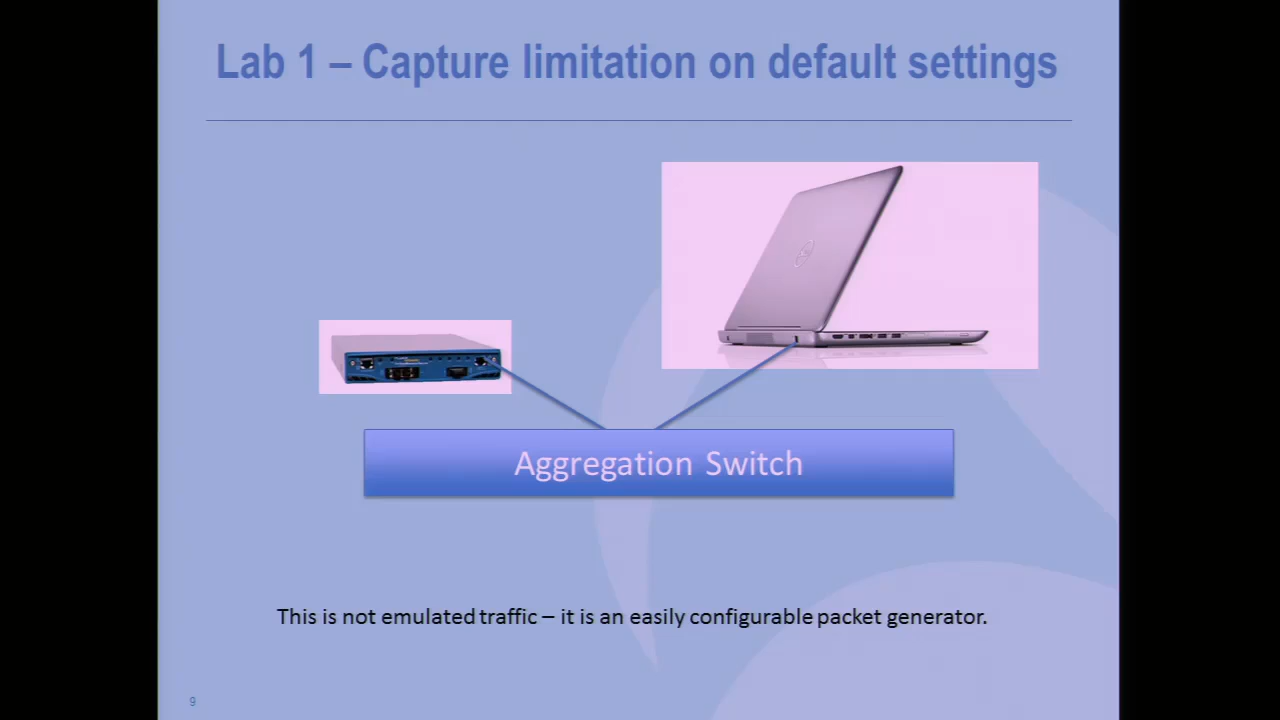 Lab 1 – Capture limitation on default settings
Aggregation Switch
This is not emulated traffic – it is an easily configurable packet generator.
9